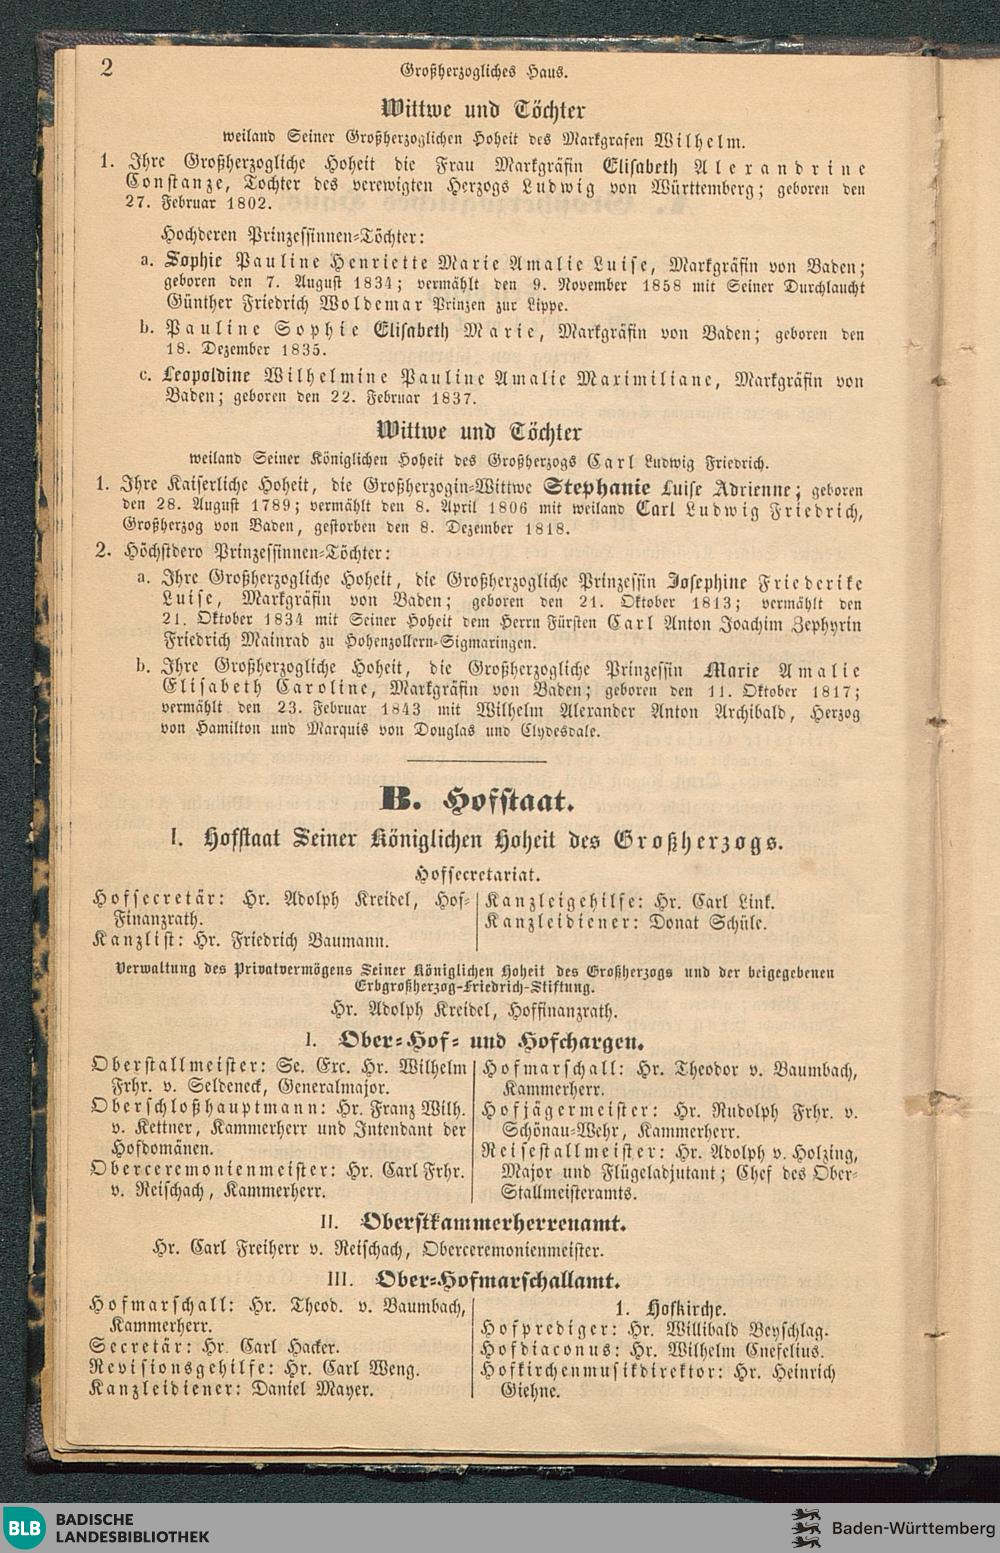 2
Großherzogliches Haus.
Wittwe und Töchter
weiland Seiner Großherzoglichen Hoheit des Markgrafen Wilhelm.
1. Ihre Großherzogliche Hoheit die Frau Markgräfin Elisabeth Alexandrine
Constanze, Tochter des verewigten Herzogs Ludwig von Württemberg; geboren den
27. Februar 1802.
Hochderen Prinzessinnen-Töchter:
a. Sophie Pauline Henriette Marie Amalie Luise, Markgräfin von Baden;
geboren den 7. August 1834; vermählt den 9. November 1858 mit Seiner Durchlaucht
Günther Friedrich Woldemar Prinzen zur Lippe.
b. Pauline Sophie Elisabeth Marie, Markgräfin von Baden; geboren den
18. Dezember 1835.
c. Leopoldine Wilhelmine Pauline Amalie Maximiliane, Markgräfin von
Baden; geboren den 22. Februar 1837.
Wittwe und Töchter
weiland Seiner Königlichen Hoheit des Großherzogs Carl Ludwig Friedrich.
1. Ihre Kaiserliche Hoheit, die Großherzogin-Wittwe Stephanie Luise Adrienne; geboren
den 28. August 1789; vermählt den 8. April 1806 mit weiland Carl Ludwig Friedrich,
Großherzog von Baden, gestorben den 8. Dezember 1818.
2. Höchstdero Prinzessinnen-Töchter:
a. Ihre Großherzogliche Hoheit, die Großherzogliche Prinzessin Josephine Friederike
Luise, Markgräfin von Baden; geboren den 21. Oktober 1813; vermählt den
21. Oktober 1834 mit Seiner Hoheit dem Herrn Fürsten Carl Anton Joachim Zephyrin
Friedrich Mainrad zu Hohenzollern-Sigmaringen.
b. Ihre Großherzogliche Hoheit, die Großherzogliche Prinzessin Marie Amalie
Elisabeth Caroline, Markgräfin von Baden; geboren den 11. Oktober 1817;
vermählt den 23. Februar 1843 mit Wilhelm Alexander Anton Archibald, Herzog
von Hamilton und Marquis von Douglas und Clydesdale.
B. Hofstaat.
I. Hofstaat Seiner Königlichen Hoheit des Großherzogs.
Hofsecretariat.
Hofsecretär: Hr. Adolph Kreidel, Hof-
Finanzrath.
Kanzlist: Hr. Friedrich Baumann.
Kanzleigehilfe: Hr. Carl Link.
Kanzleidiener: Donat Schüle.
Verwaltung des Privatvermögens Seiner Königlichen Hoheit des Großherzogs und der beigegebenen
Erbgroßherzog-Friedrich-Stiftung.
Hr. Adolph Kreidel, Hoffinanzrath.
I. Ober-Hof- und Hofchargen.
Oberstallmeister: Se. Exc. Hr. Wilhelm
Frhr. v. Seldeneck, Generalmajor.
Oberschloßhauptmann: Hr. Franz Wilh.
v. Kettner, Kammerherr und Intendant der
Hofdomänen.
Oberceremonienmeister: Hr. Carl Frhr.
v. Reischach, Kammerherr.
Hofmarschall: Hr. Theodor v. Baumbach,
Kammerherr.
Hofjägermeister: Hr. Rudolph Frhr. v.
Schönau-Wehr, Kammerherr.
Reisestallmeister: Hr. Adolph v. Holzing,
Major und Flügeladjutant; Chef des Ober-
Stallmeisteramts.
II. Oberstkammerherrenamt.
Hr. Carl Freiherr v. Reischach, Oberceremonienmeister.
III. Ober-Hofmarschallamt.
Hofmarschall: Hr. Theod. v. Baumbach,
Kammerherr.
Secretär: Hr. Carl Hacker.
Revisionsgehilfe: Hr. Carl Weng.
Kanzleidiener: Daniel Mayer.
1. Hofkirche.
Hofprediger: Hr. Willibald Beyschlag.
Hofdiaconus: Hr. Wilhelm Cnefelius.
Hofkirchenmusikdirektor: Hr. Heinrich
Giehne.
BLB
BADISCHE
LANDESBIBLIOTHEK
Baden-Württemberg